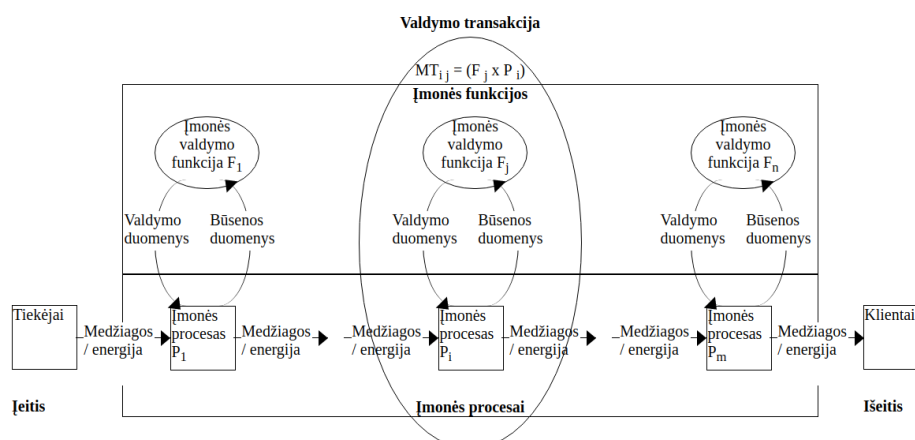 Valdymo transakcija
MT i j = (F j x P i)
Įmonės funkcijos
Įmonės
valdymo
funkcija F1
Įmonės
valdymo
funkcija Fj
Įmonės
valdymo
funkcija Fn
Valdymo
duomenys
Būsenos
duomenys
Valdymo
duomenys
Būsenos
duomenys
Valdymo
duomenys
Būsenos
duomenys
Tiekėjai
Medžiagos
/ energija
Įmonės
procesas
P1
Medžiagos
/ energija
Medžiagos
/ energija
Įmonės
procesas
Pi
Medžiagos
/ energija
Medžiagos
/ energija
Įmonės
procesas
Pm
Medžiagos
/ energija
Klientai
Įeitis
Įmonės procesai
Išeitis